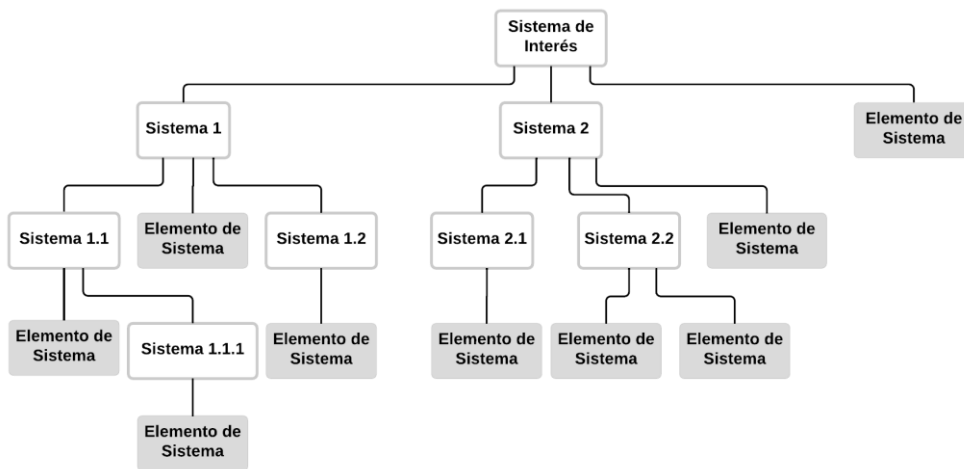 Sistema de
Interés
Sistema 1
Sistema 2
Elemento de
Sistema
Sistema 1.1
Elemento de
Sistema
Sistema 1.2
Sistema 2.1
Sistema 2.2
Elemento de
Sistema
Elemento de
Sistema
Sistema 1.1.1
Elemento de
Sistema
Elemento de
Sistema
Elemento de
Sistema
Elemento de
Sistema
Elemento de
Sistema